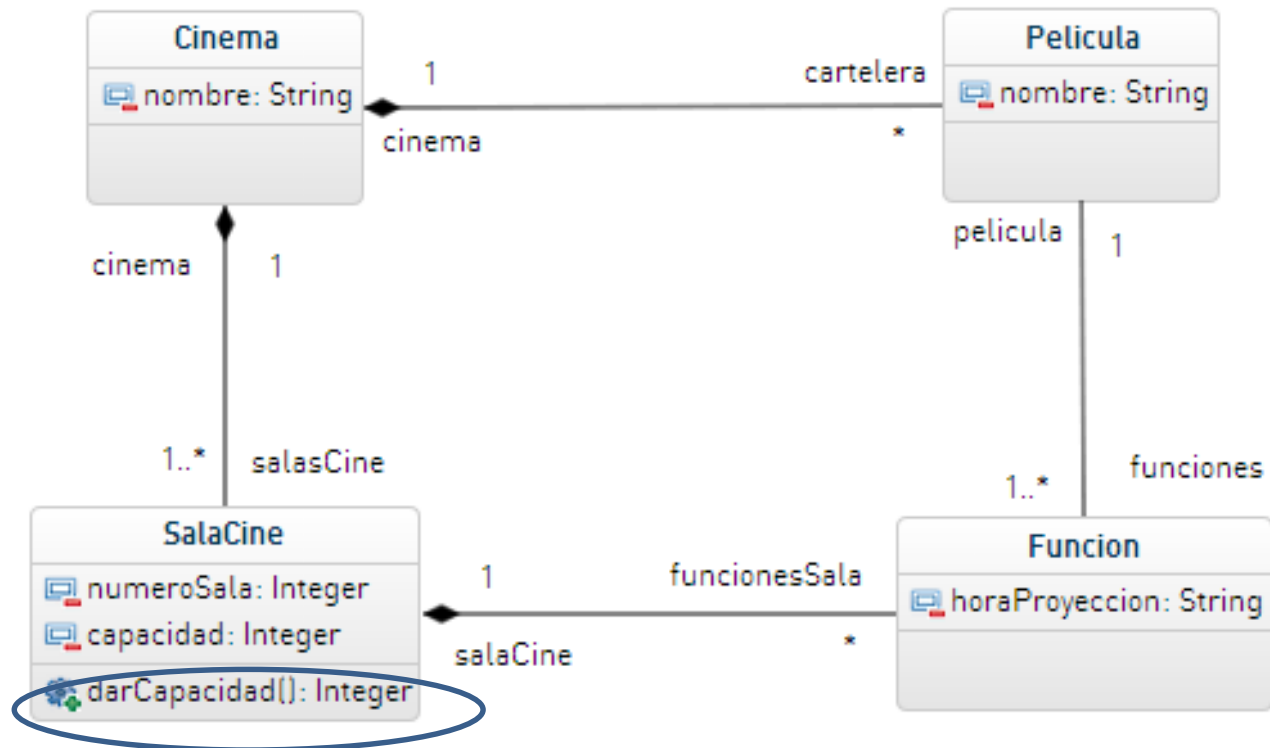 Cinema
nombre: String
1
cinema
cartelera
*
Pelicula
nombre: String
cinema
1
1..*
salasCine
pelicula
1
1..*
funciones
SalaCine
numeroSala: Integer
capacidad: Integer
darCapacidad(): Integer
1
salaCine
funcionesSala
*
Funcion
horaProyeccion: String